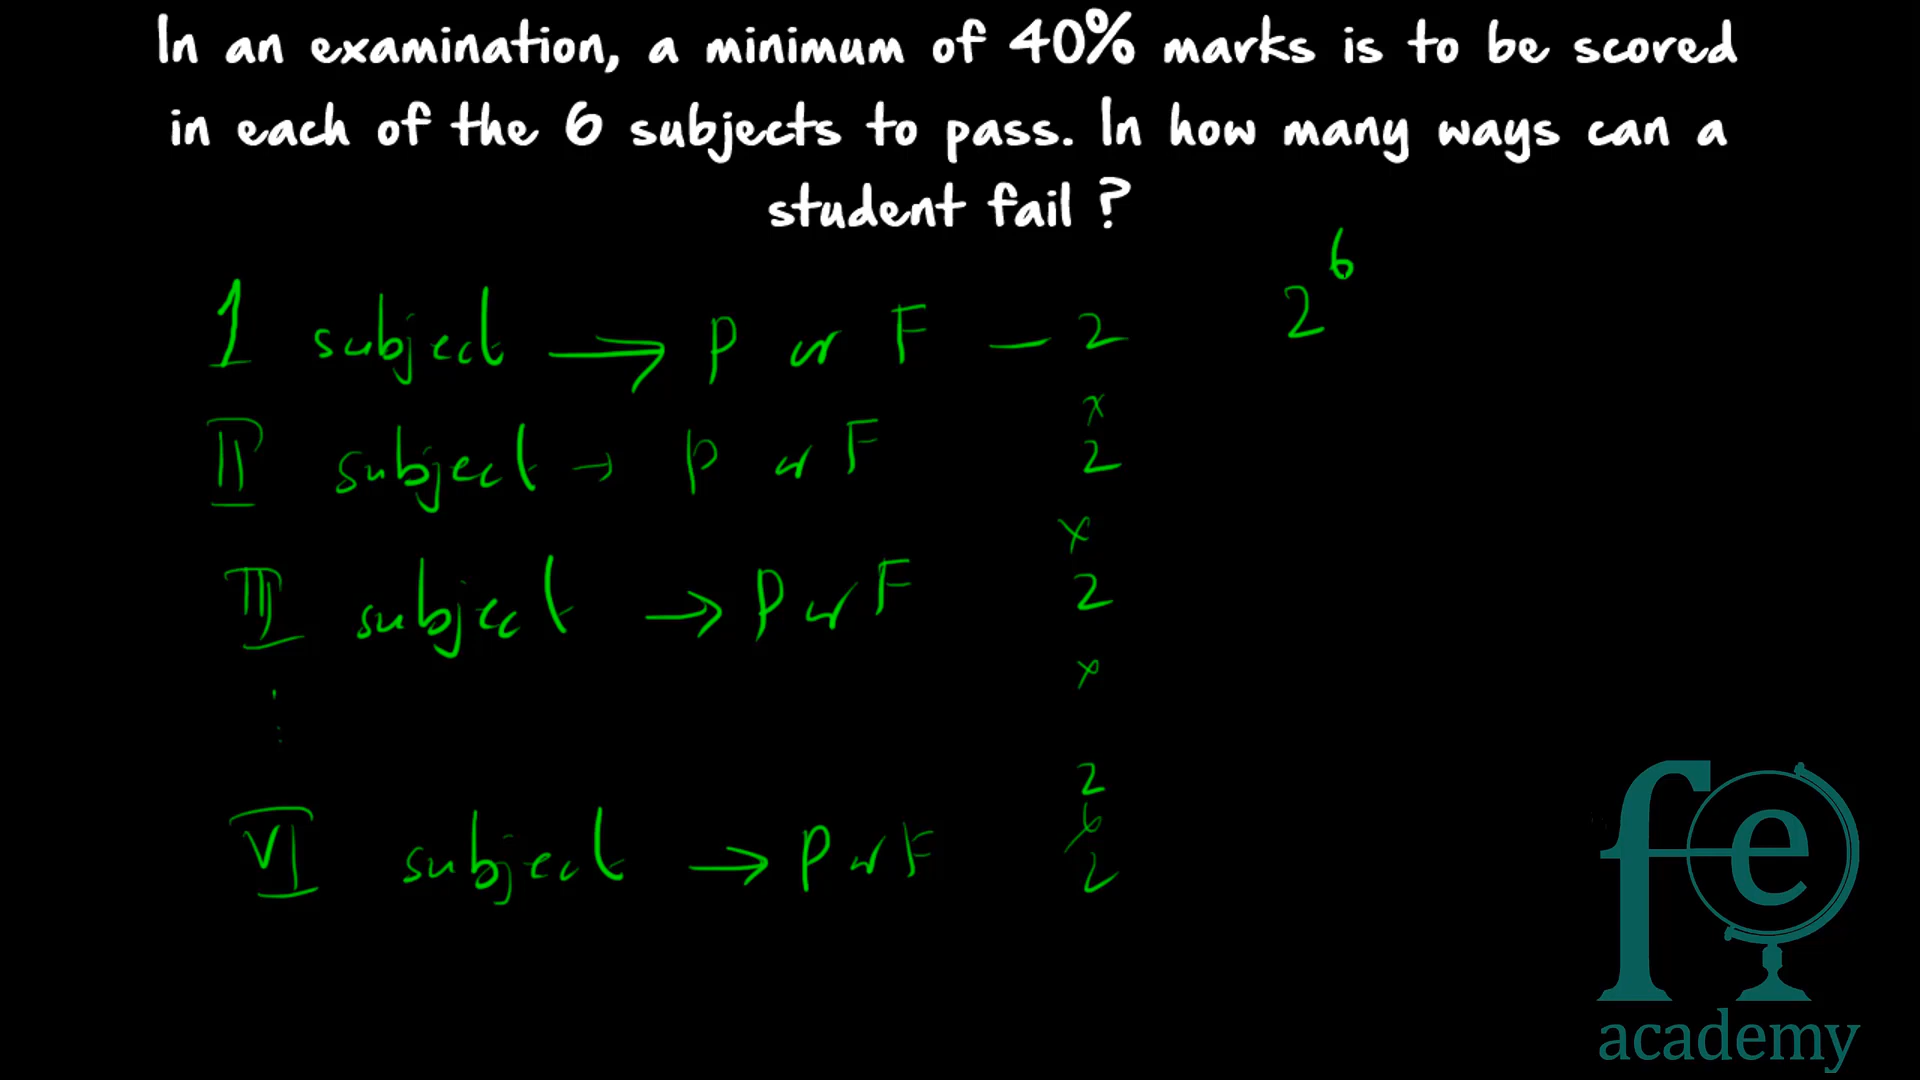 In an examination, a minimum of 40% marks is to be scored
in each of the 6 subjects to pass. In how many ways can a
student fail ?
2^6
I subject → P or F — 2
x
II subject → P or F 2
x
III subject → P or F 2
x
⋮
2
VI subject → P or F 2
fe
academy